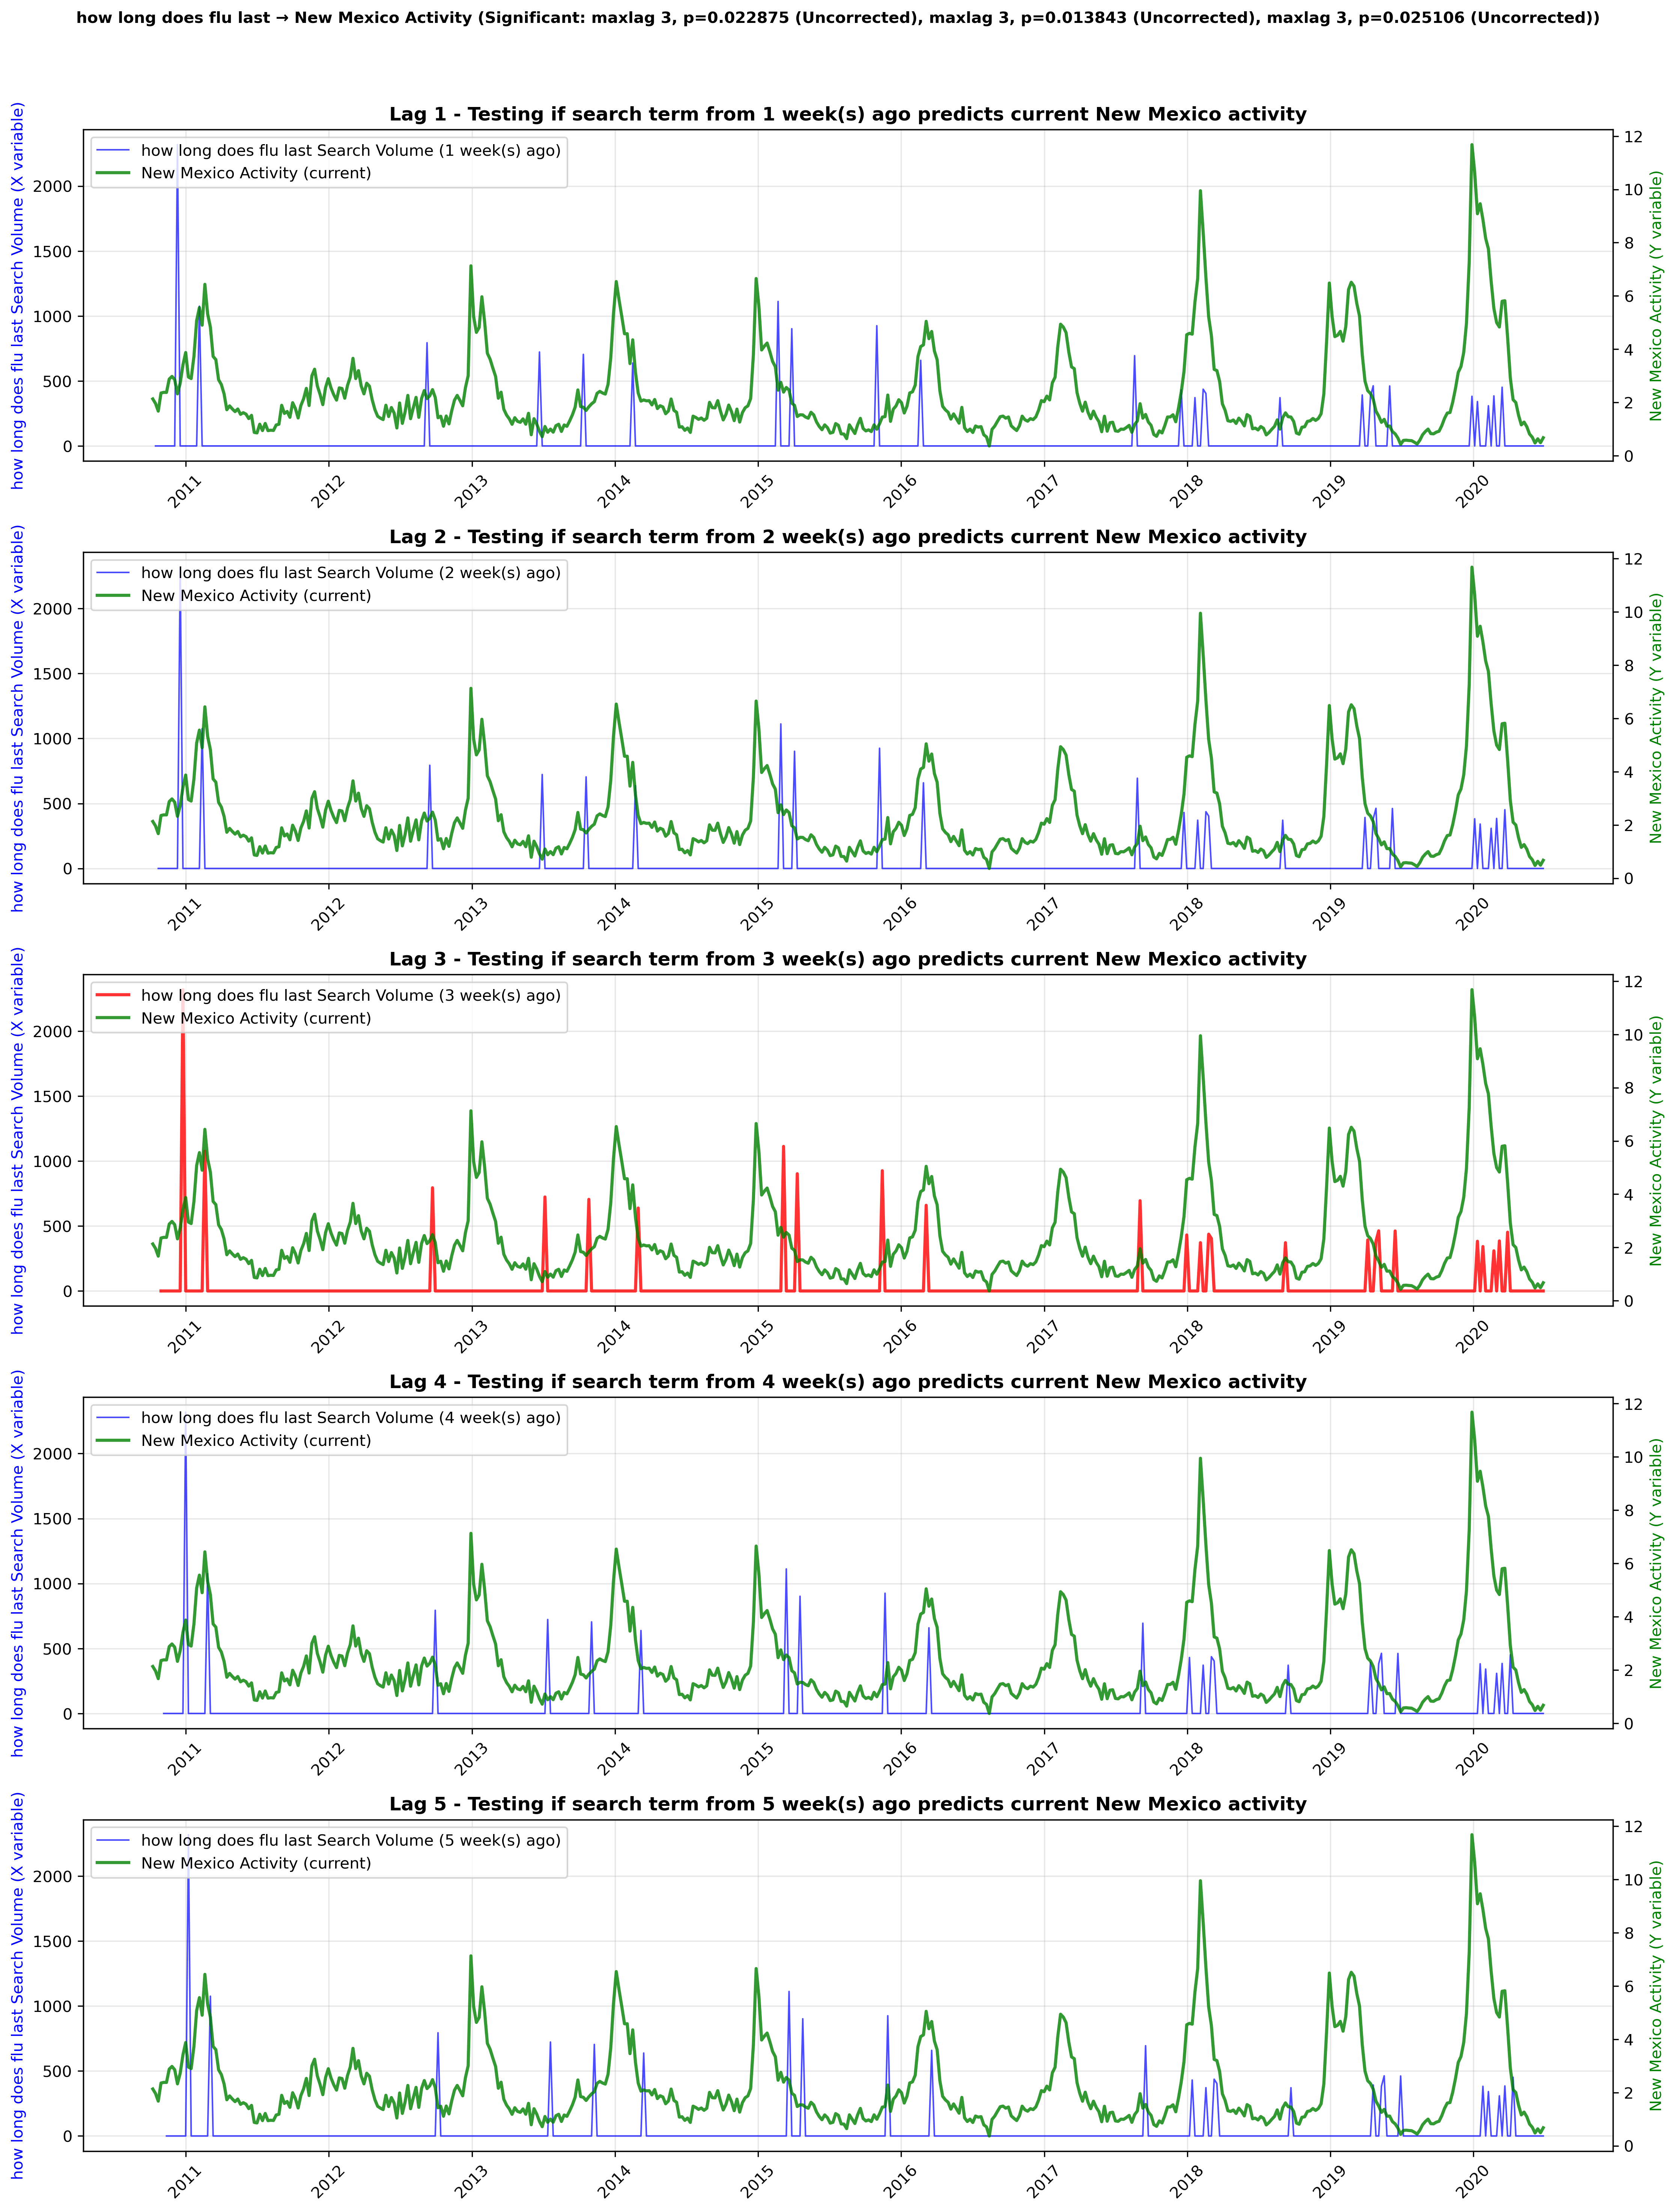 how long does flu last → New Mexico Activity (Significant: maxlag 3, p=0.022875 (Uncorrected), maxlag 3, p=0.013843 (Uncorrected), maxlag 3, p=0.025106 (Uncorrected))
Lag 1 - Testing if search term from 1 week(s) ago predicts current New Mexico activity
how long does flu last Search Volume (X variable)
how long does flu last Search Volume (1 week(s) ago)
New Mexico Activity (current)
2000
1500
1000
500
0
12
10
8
6
4
2
0
New Mexico Activity (Y variable)
2011 2012 2013 2014 2015 2016 2017 2018 2019 2020
Lag 2 - Testing if search term from 2 week(s) ago predicts current New Mexico activity
how long does flu last Search Volume (X variable)
how long does flu last Search Volume (2 week(s) ago)
New Mexico Activity (current)
2000
1500
1000
500
0
12
10
8
6
4
2
0
New Mexico Activity (Y variable)
2011 2012 2013 2014 2015 2016 2017 2018 2019 2020
Lag 3 - Testing if search term from 3 week(s) ago predicts current New Mexico activity
how long does flu last Search Volume (X variable)
how long does flu last Search Volume (3 week(s) ago)
New Mexico Activity (current)
2000
1500
1000
500
0
12
10
8
6
4
2
0
New Mexico Activity (Y variable)
2011 2012 2013 2014 2015 2016 2017 2018 2019 2020
Lag 4 - Testing if search term from 4 week(s) ago predicts current New Mexico activity
how long does flu last Search Volume (X variable)
how long does flu last Search Volume (4 week(s) ago)
New Mexico Activity (current)
2000
1500
1000
500
0
12
10
8
6
4
2
0
New Mexico Activity (Y variable)
2011 2012 2013 2014 2015 2016 2017 2018 2019 2020
Lag 5 - Testing if search term from 5 week(s) ago predicts current New Mexico activity
how long does flu last Search Volume (X variable)
how long does flu last Search Volume (5 week(s) ago)
New Mexico Activity (current)
2000
1500
1000
500
0
12
10
8
6
4
2
0
New Mexico Activity (Y variable)
2011 2012 2013 2014 2015 2016 2017 2018 2019 2020